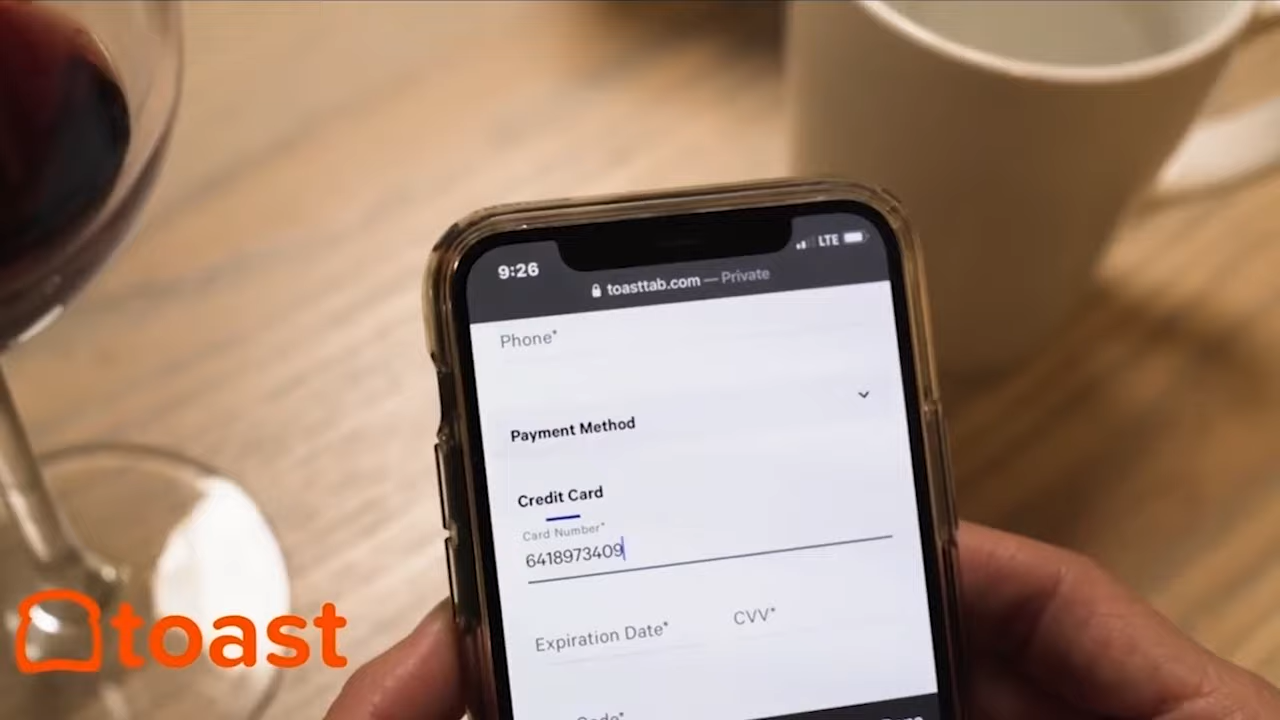 9:26
LTE
toasttab.com — Private
Phone*
Payment Method
Credit Card
Card Number*
6418973409
Expiration Date*
CVV*
toast